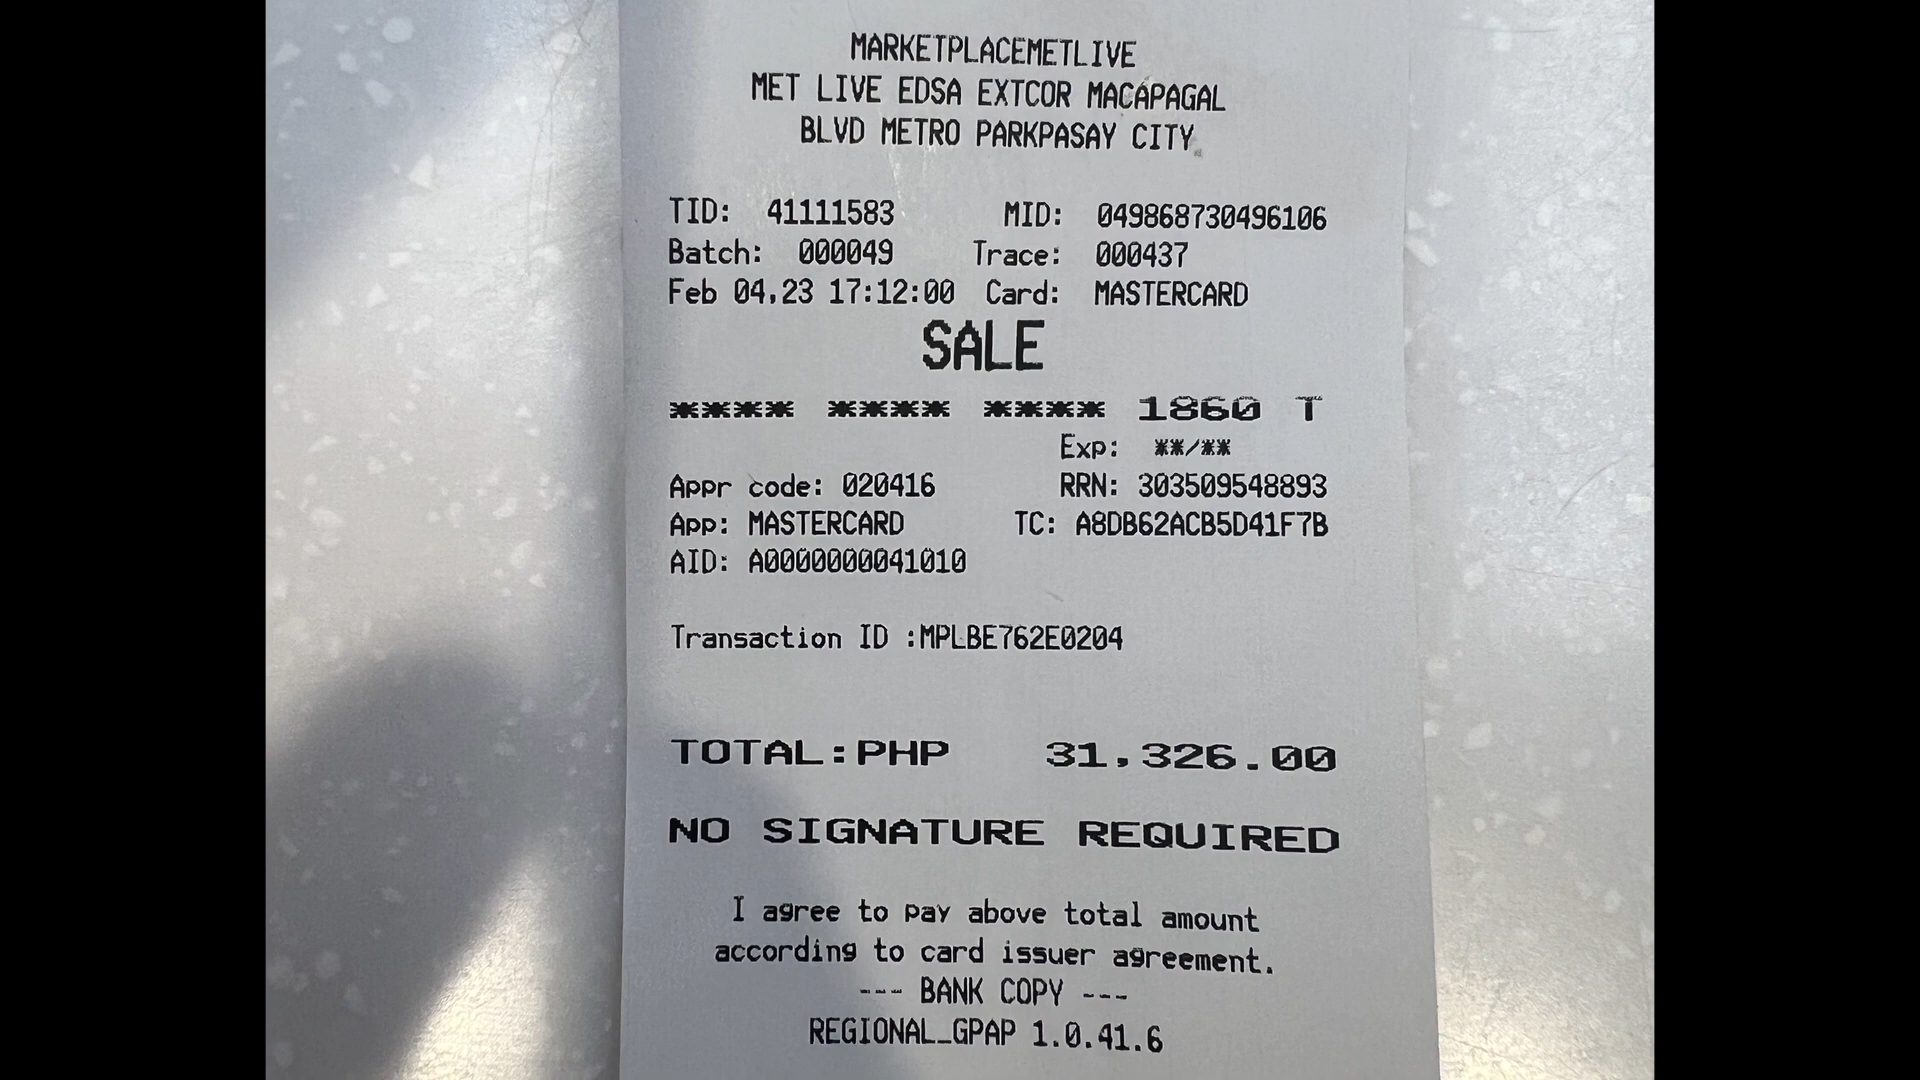 MARKETPLACEMETLIVE
MET LIVE EDSA EXTCOR MACAPAGAL
BLVD METRO PARKPASAY CITY
TID: 41111583 MID: 049868730496106
Batch: 000049 Trace: 000437
Feb 04,23 17:12:00 Card: MASTERCARD
SALE
**** **** **** 1860 T
Exp: **/**
Appr code: 020416 RRN: 303509548893
App: MASTERCARD TC: A8DB62ACB5D41F7B
AID: A0000000041010
Transaction ID :MPLBE762E0204
TOTAL:PHP 31,326.00
NO SIGNATURE REQUIRED
I agree to pay above total amount
according to card issuer agreement.
--- BANK COPY ---
REGIONAL_GPAP 1.0.41.6